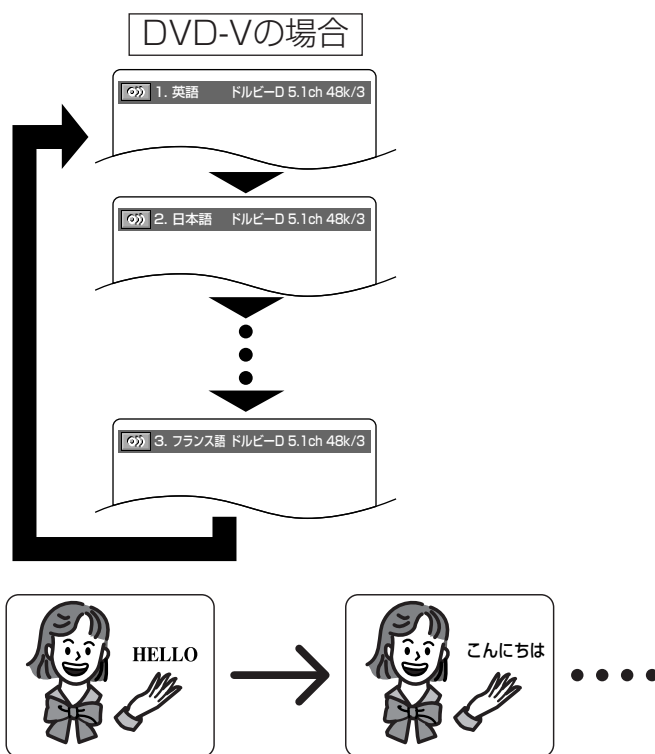 DVD-Vの場合
1. 英語 ドルビーD 5.1ch 48k/3
2. 日本語 ドルビーD 5.1ch 48k/3
3. フランス語 ドルビーD 5.1ch 48k/3
HELLO
こんにちは